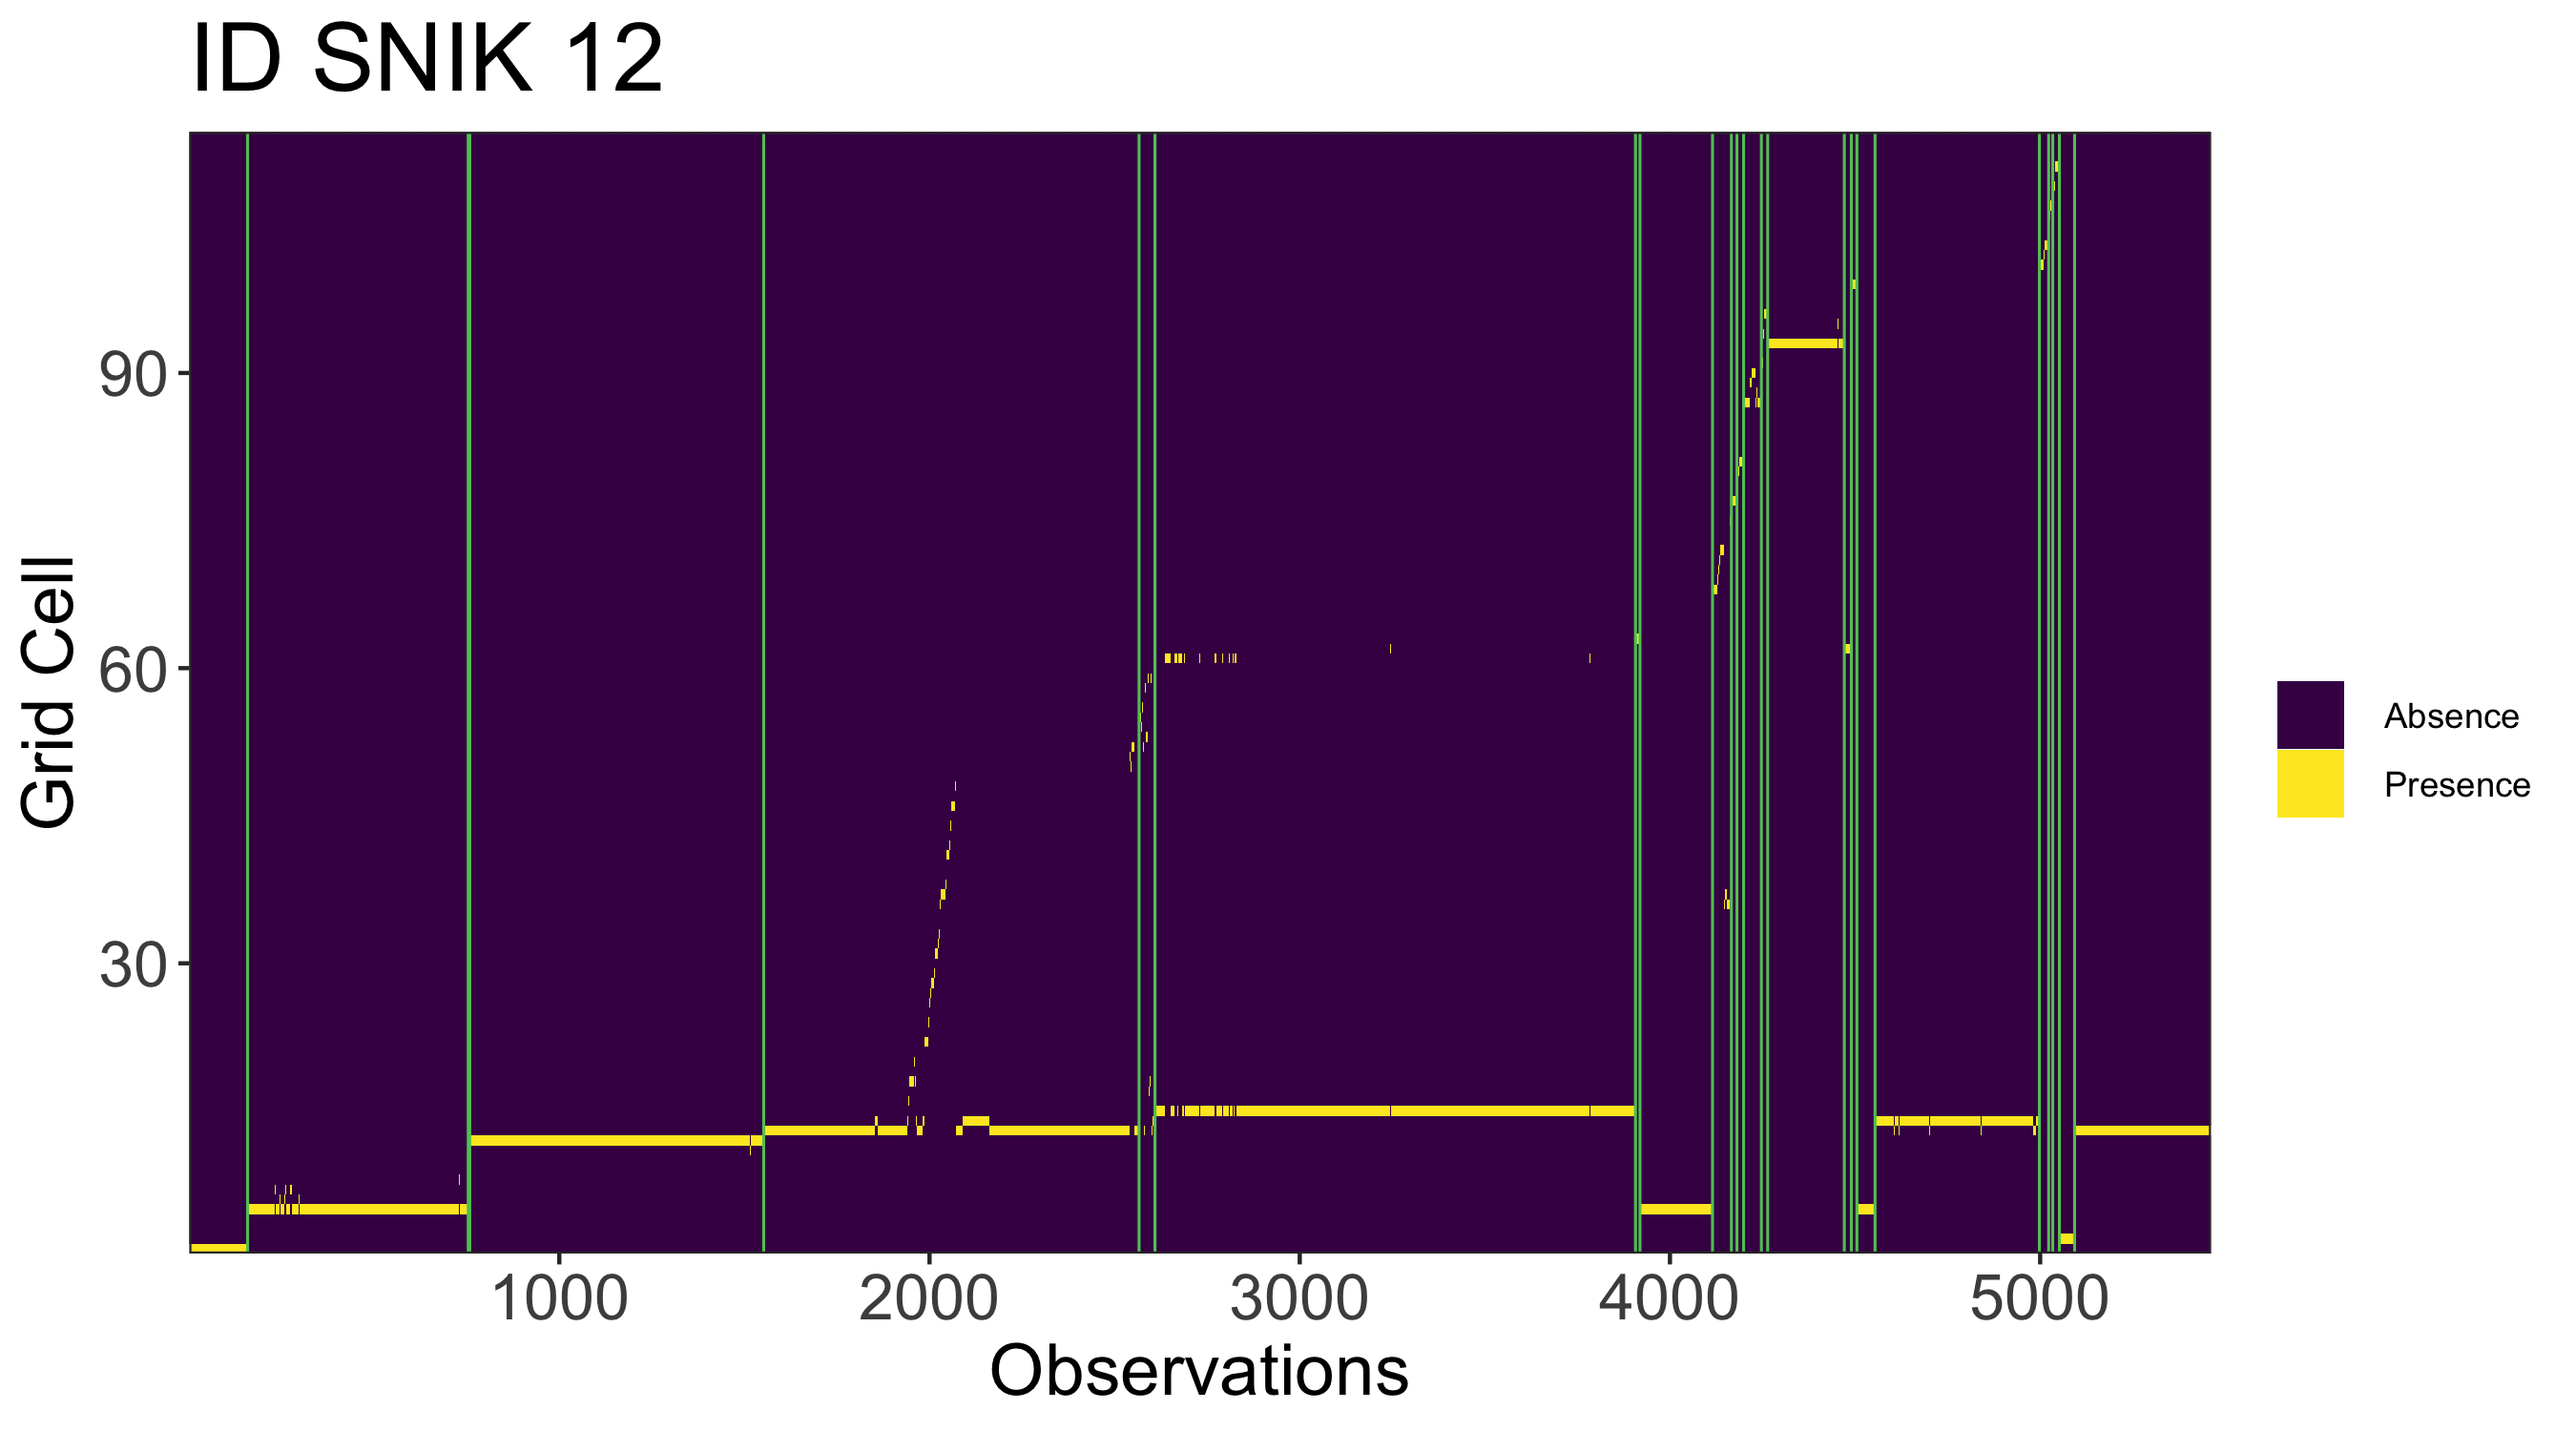 ID SNIK 12
Grid Cell
90
60
30
1000 2000 3000 4000 5000
Observations
Absence
Presence